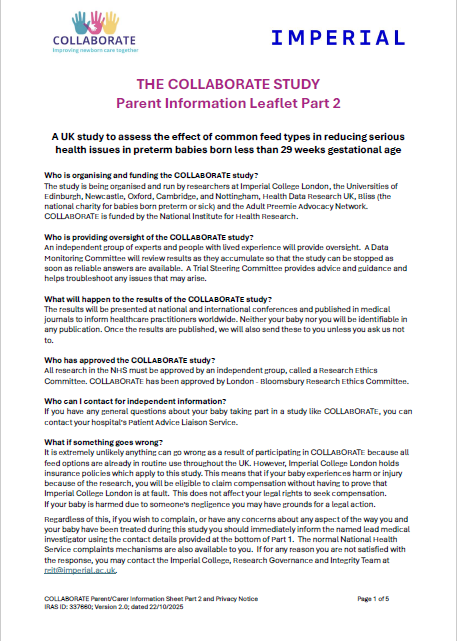 COLLABORATE
Improving newborn care together
IMPERIAL
THE COLLABORATE STUDY
Parent Information Leaflet Part 2
A UK study to assess the effect of common feed types in reducing serious
health issues in preterm babies born less than 29 weeks gestational age
Who is organising and funding the COLLABORATE study?
The study is being organised and run by researchers at Imperial College London, the Universities of
Edinburgh, Newcastle, Oxford, Cambridge, and Nottingham, Health Data Research UK, Bliss (the
national charity for babies born preterm or sick) and the Adult Preemie Advocacy Network.
COLLABORATE is funded by the National Institute for Health Research.
Who is providing oversight of the COLLABORATE study?
An independent group of experts and people with lived experience will provide oversight. A Data
Monitoring Committee will review results as they accumulate so that the study can be stopped as
soon as reliable answers are available. A Trial Steering Committee provides advice and guidance and
helps troubleshoot any issues that may arise.
What will happen to the results of the COLLABORATE study?
The results will be presented at national and international conferences and published in medical
journals to inform healthcare practitioners worldwide. Neither your baby nor you will be identifiable in
any publication. Once the results are published, we will also send these to you unless you ask us not
to.
Who has approved the COLLABORATE study?
All research in the NHS must be approved by an independent group, called a Research Ethics
Committee. COLLABORATE has been approved by London - Bloomsbury Research Ethics Committee.
Who can I contact for independent information?
If you have any general questions about your baby taking part in a study like COLLABORATE, you can
contact your hospital's Patient Advice Liaison Service.
What if something goes wrong?
It is extremely unlikely anything can go wrong as a result of participating in COLLABORATE because all
feed options are already in routine use throughout the UK. However, Imperial College London holds
insurance policies which apply to this study. This means that if your baby experiences harm or injury
because of the research, you will be eligible to claim compensation without having to prove that
Imperial College London is at fault. This does not affect your legal rights to seek compensation.
If your baby is harmed due to someone's negligence you may have grounds for a legal action.
Regardless of this, if you wish to complain, or have any concerns about any aspect of the way you and
your baby have been treated during this study you should immediately inform the named lead medical
investigator using the contact details provided at the bottom of Part 1. The normal National Health
Service complaints mechanisms are also available to you. If for any reason you are not satisfied with
the response, you may contact the Imperial College, Research Governance and Integrity Team at
rgit@imperial.ac.uk.
COLLABORATE Parent/Carer Information Sheet Part 2 and Privacy Notice
Page 1 of 5
IRAS ID: 337660; Version 2.0; dated 22/10/2025